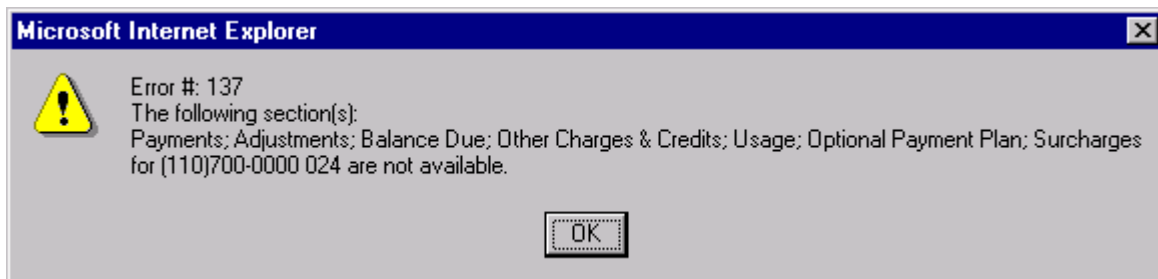 Microsoft Internet Explorer
Error #: 137
The following section(s):
Payments; Adjustments; Balance Due; Other Charges & Credits; Usage; Optional Payment Plan; Surcharges
for (110)700-0000 024 are not available.
OK